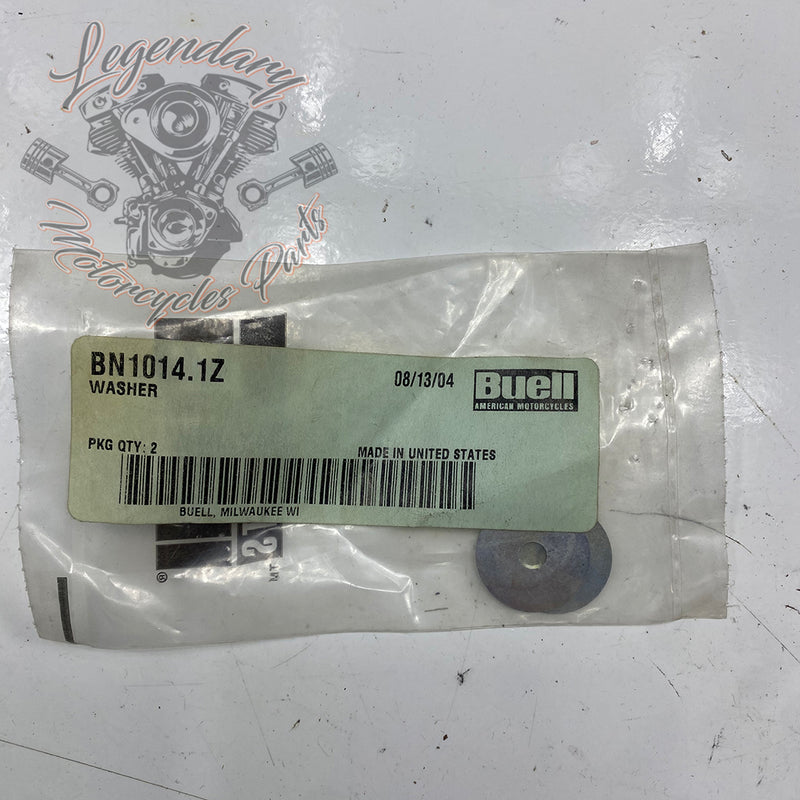 Legendary
Motorcycles Parts
BN1014.1Z
WASHER
08/13/04
Buell
AMERICAN MOTORCYCLES
PKG QTY: 2
MADE IN UNITED STATES
BUELL, MILWAUKEE WI
®